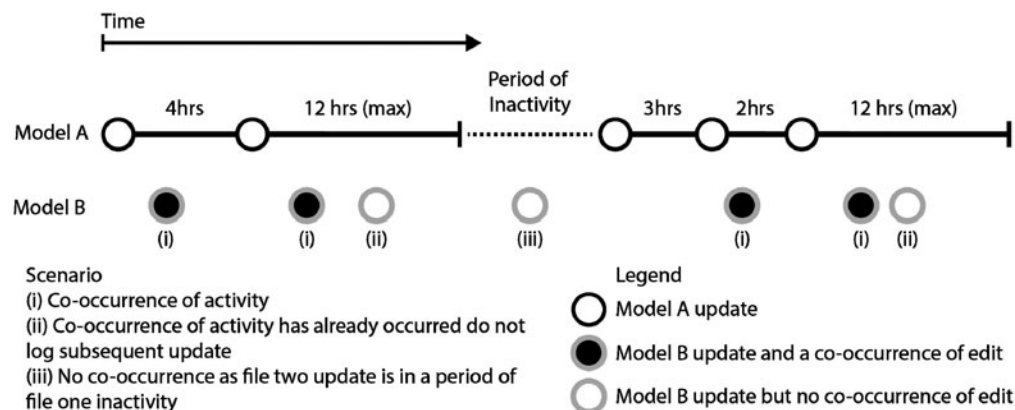 Time
Period of
Inactivity
4hrs
12 hrs (max)
3hrs
2hrs
12 hrs (max)
Model A
Model B
(i)
(i)
(ii)
(iii)
(i)
(i)
(ii)
Scenario
(i) Co-occurrence of activity
(ii) Co-occurrence of activity has already occurred do not
log subsequent update
(iii) No co-occurrence as file two update is in a period of
file one inactivity
Legend
Model A update
Model B update and a co-occurrence of edit
Model B update but no co-occurrence of edit